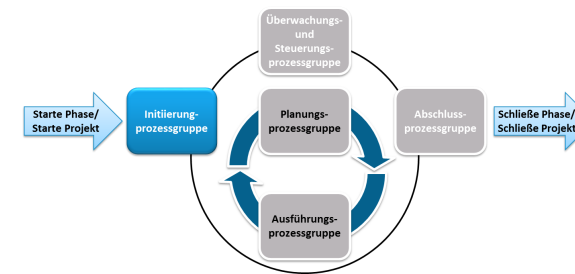 Überwachungs-
und
Steuerungs-
prozessgruppe
Starte Phase/
Starte Projekt
Initiierung-
prozessgruppe
Planungs-
prozessgruppe
Abschluss-
prozessgruppe
Schließe Phase/
Schließe Projekt
Ausführungs-
prozessgruppe